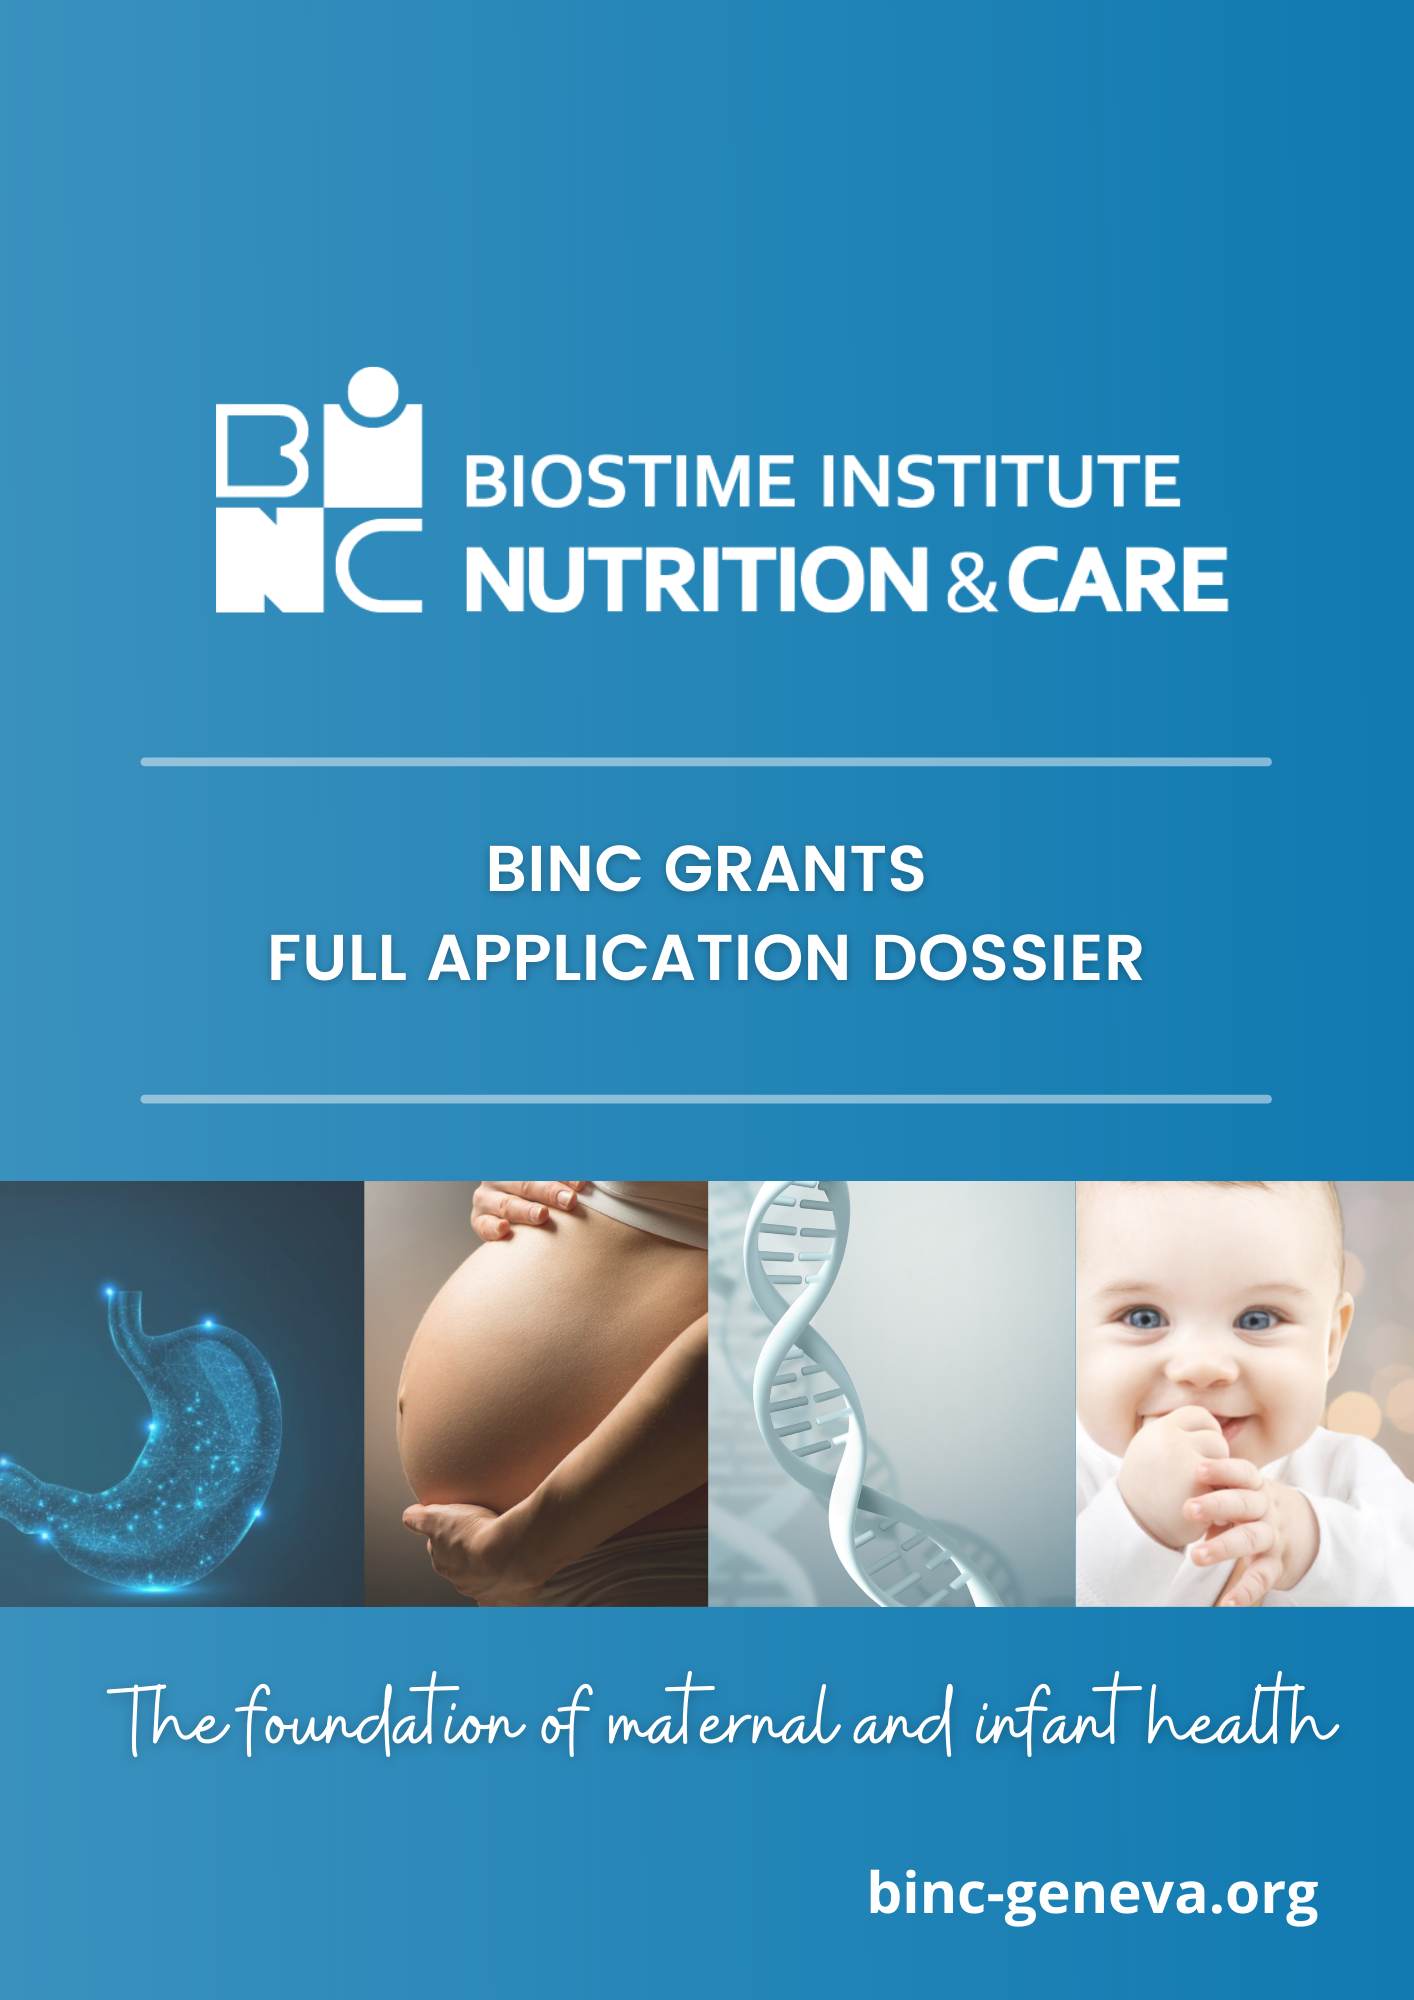 BINC
BIOSTIME INSTITUTE
NUTRITION & CARE
BINC GRANTS
FULL APPLICATION DOSSIER
The foundation of maternal and infant health
binc-geneva.org